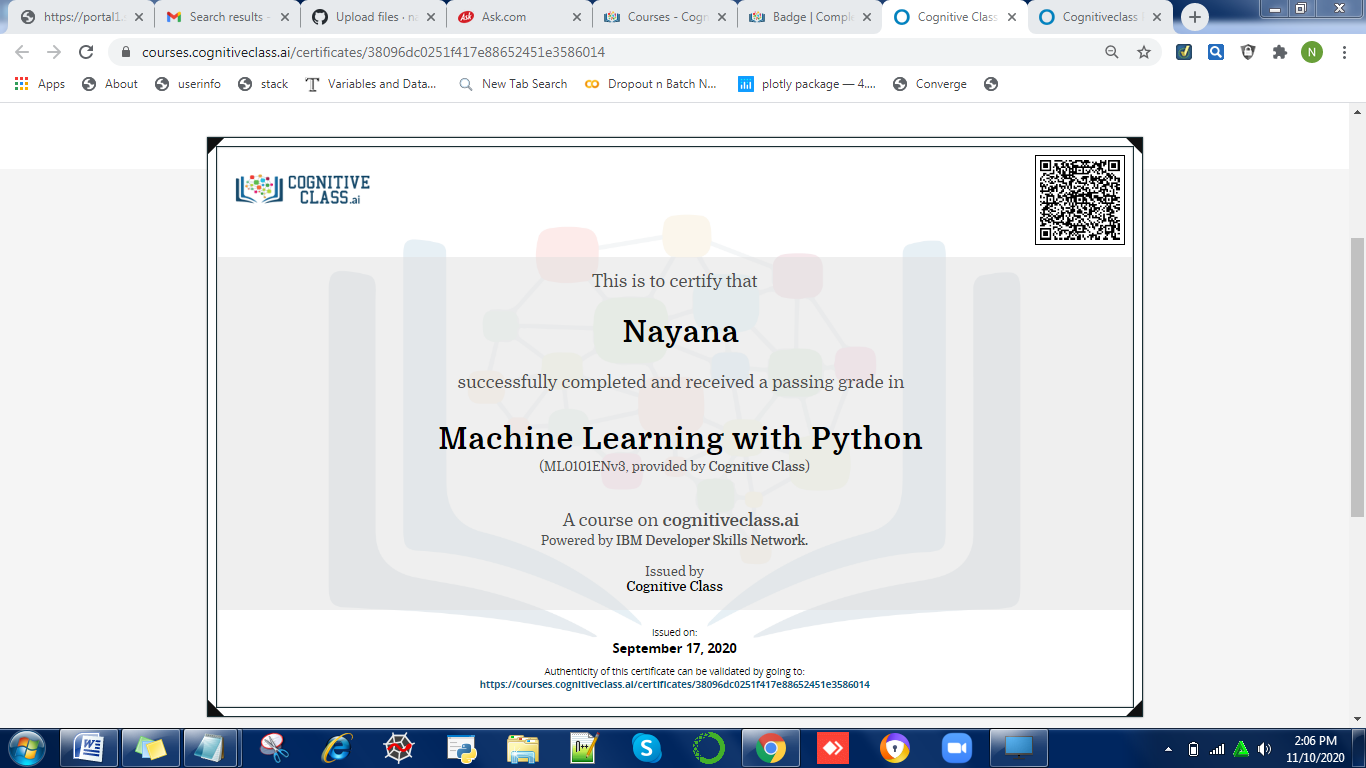 https://portal1.
Search results -
Upload files · na
Ask.com
Courses - Cogn
Badge | Comple
Cognitive Class
Cognitiveclass
courses.cognitiveclass.ai/certificates/38096dc0251f417e88652451e3586014
N
Apps
About
userinfo
stack
Variables and Data...
New Tab Search
Dropout n Batch N...
plotly package — 4....
Converge
COGNITIVE
CLASS.ai
This is to certify that
Nayana
successfully completed and received a passing grade in
Machine Learning with Python
(ML0101ENv3, provided by Cognitive Class)
A course on cognitiveclass.ai
Powered by IBM Developer Skills Network.
Issued by
Cognitive Class
Issued on:
September 17, 2020
Authenticity of this certificate can be validated by going to:
https://courses.cognitiveclass.ai/certificates/38096dc0251f417e88652451e3586014
2:06 PM
11/10/2020